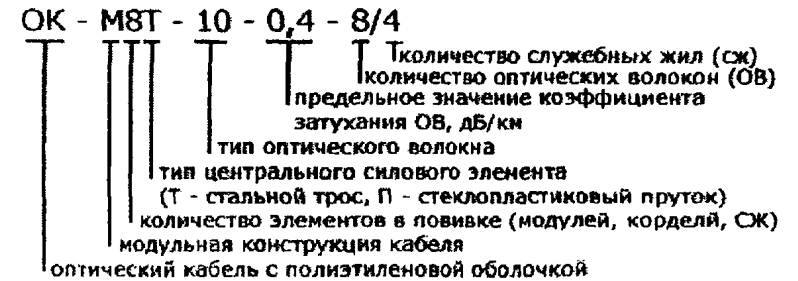 ОК - М8Т - 10 - 0,4 - 8/4
количество служебных жил (сж)
количество оптических волокон (ОВ)
предельное значение коэффициента
затухания ОВ, дБ/км
тип оптического волокна
тип центрального силового элемента
(Т - стальной трос, П - стеклопластиковый пруток)
количество элементов в повивке (модулей, корделй, СЖ)
модульная конструкция кабеля
оптический кабель с полиэтиленовой оболочкой